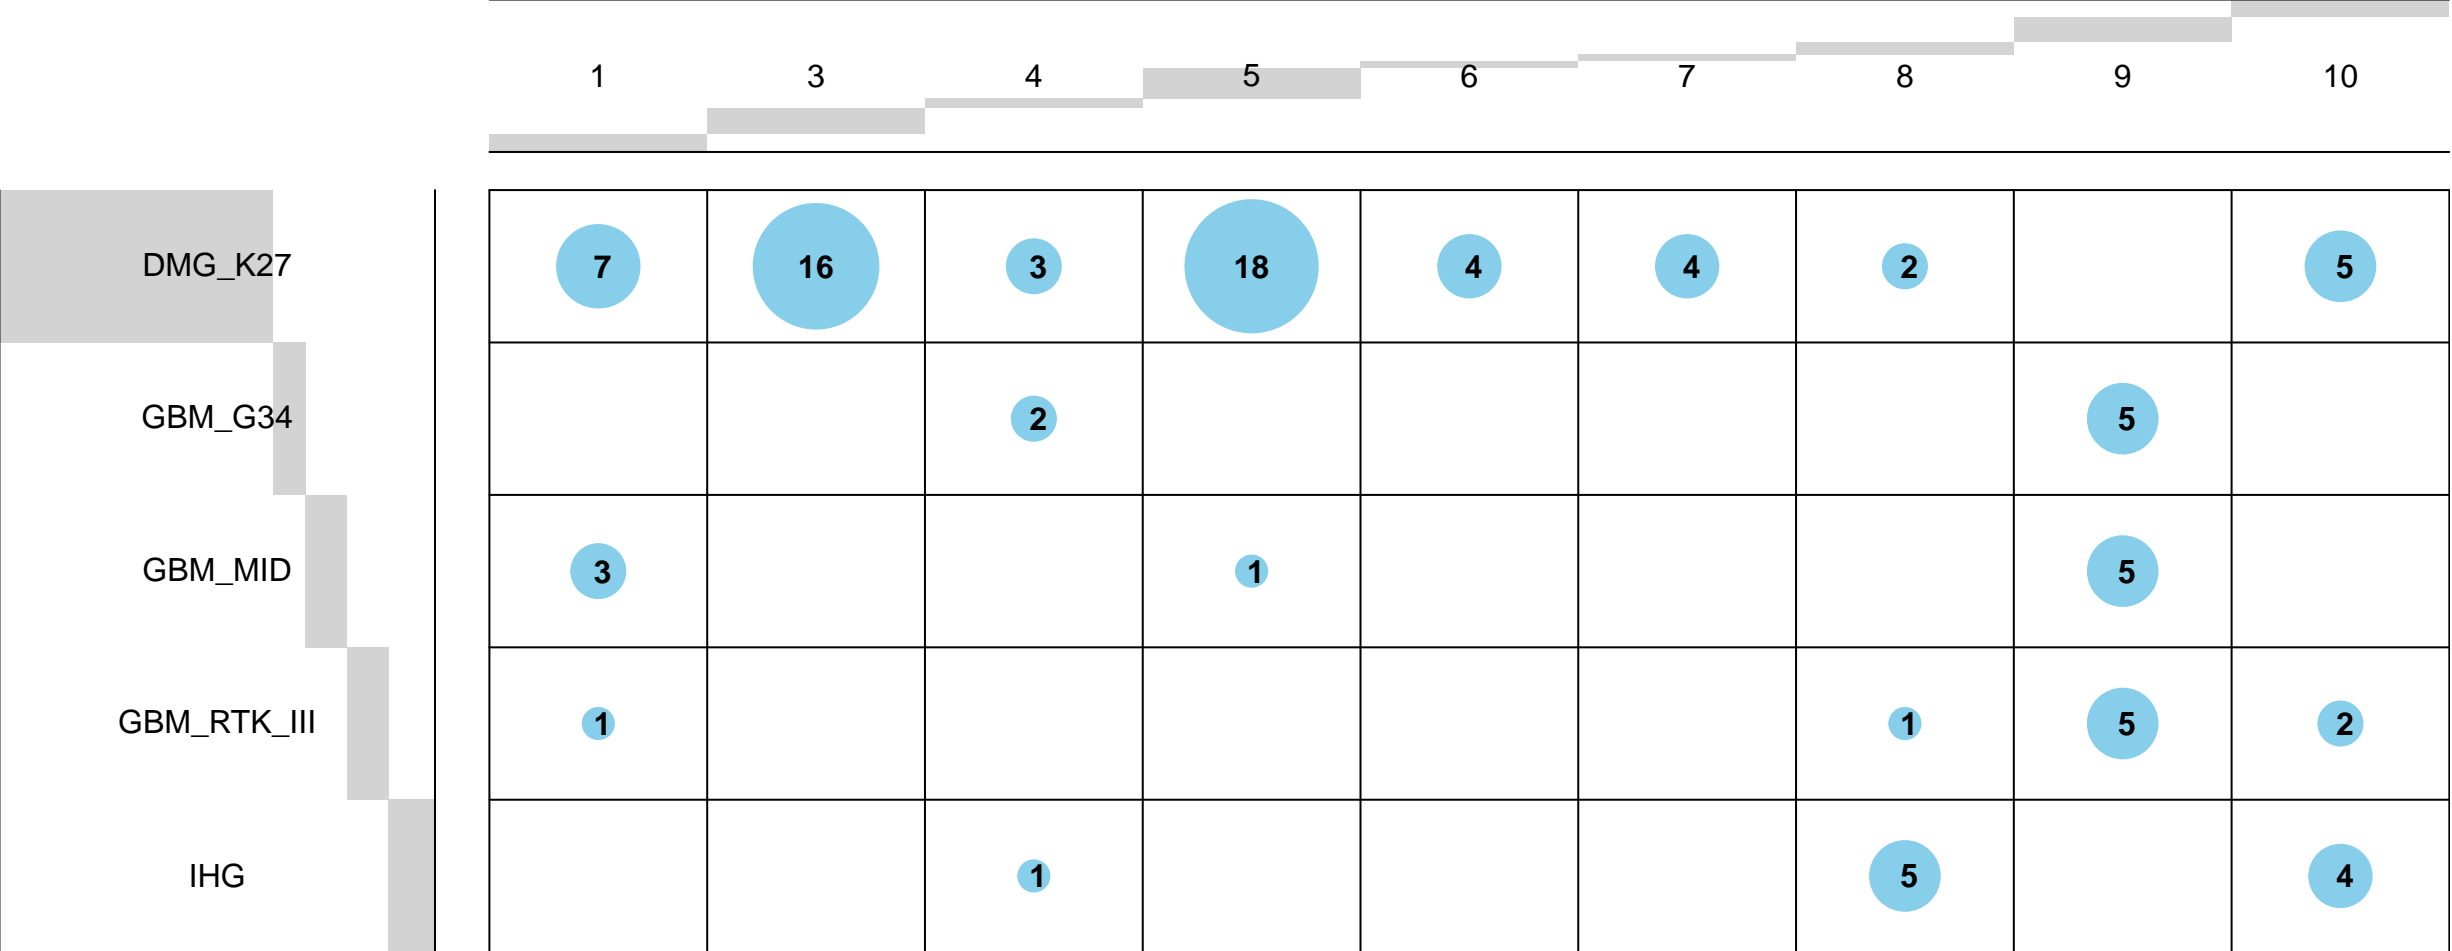 1 3 4 5 6 7 8 9 10
DMG_K27 7 16 3 18 4 4 2 5
GBM_G34 2 5
GBM_MID 3 1 5
GBM_RTK_III 1 1 5 2
IHG 1 5 4